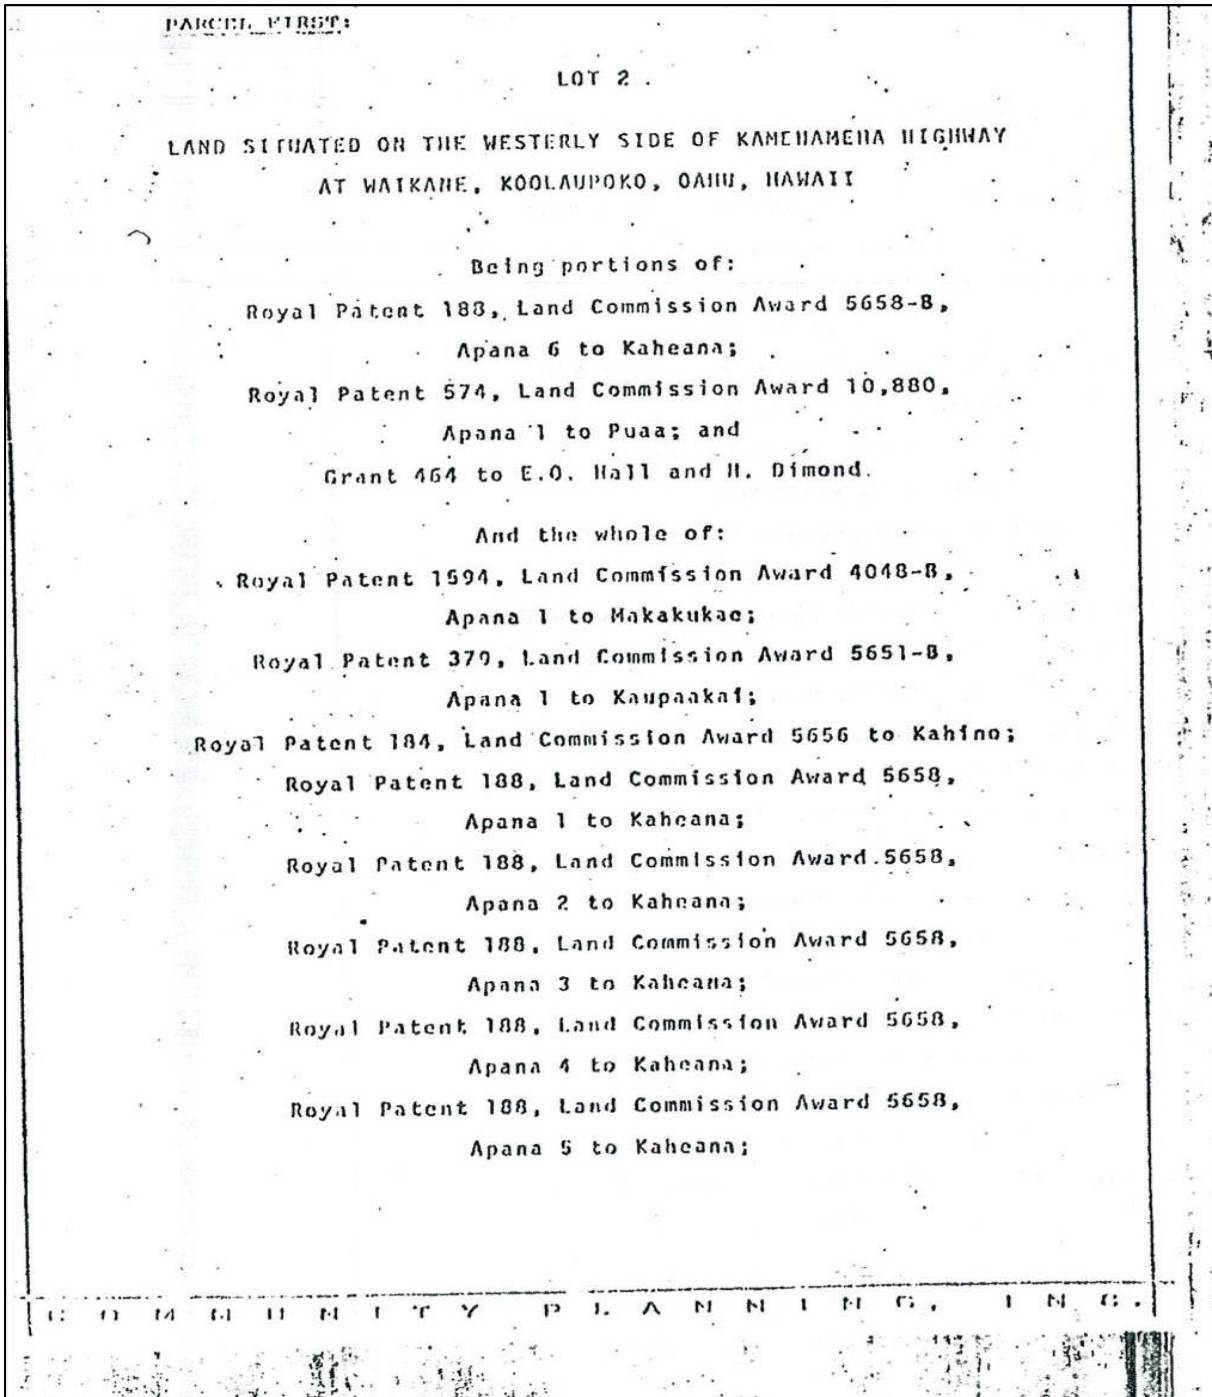 PARCEL FIRST:
LOT 2.
LAND SITUATED ON THE WESTERLY SIDE OF KAMEHAMEHA HIGHWAY
AT WAIKANE, KOOLAUPOKO, OAHU, HAWAII
Being portions of:
Royal Patent 188, Land Commission Award 5658-B,
Apana 6 to Kaheana;
Royal Patent 574, Land Commission Award 10,880,
Apana 1 to Puaa; and
Grant 464 to E.O. Hall and H. Dimond.
And the whole of:
Royal Patent 1594, Land Commission Award 4048-B,
Apana 1 to Makakukae;
Royal Patent 379, Land Commission Award 5651-B,
Apana 1 to Kaupaakai;
Royal Patent 184, Land Commission Award 5656 to Kahino;
Royal Patent 188, Land Commission Award 5658,
Apana 1 to Kaheana;
Royal Patent 188, Land Commission Award 5658,
Apana 2 to Kaheana;
Royal Patent 188, Land Commission Award 5658,
Apana 3 to Kaheana;
Royal Patent 188, Land Commission Award 5658,
Apana 4 to Kaheana;
Royal Patent 188, Land Commission Award 5658,
Apana 5 to Kaheana;
COMMUNITY PLANNING, INC.